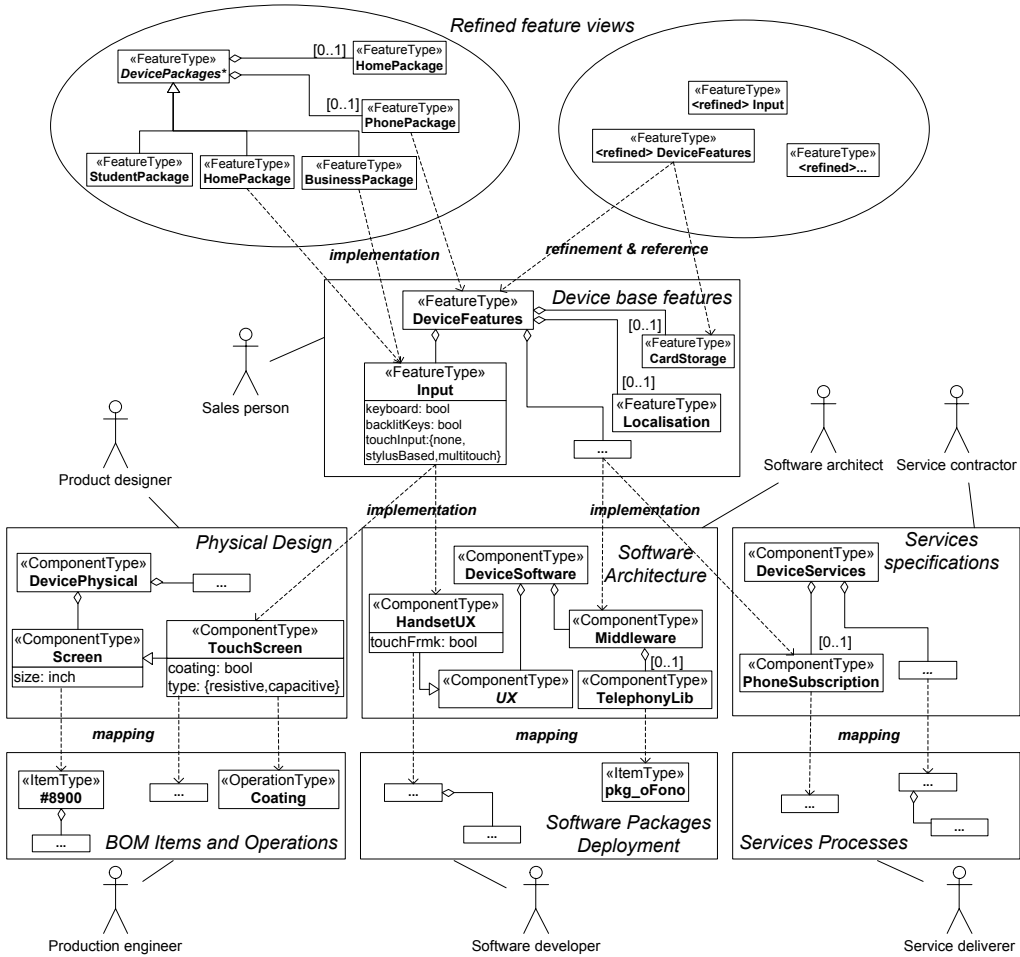 Refined feature views
«FeatureType»
DevicePackages*
[0..1]
«FeatureType»
HomePackage
[0..1]
«FeatureType»
PhonePackage
«FeatureType»
StudentPackage
«FeatureType»
HomePackage
«FeatureType»
BusinessPackage
«FeatureType»
<refined> Input
«FeatureType»
<refined> DeviceFeatures
«FeatureType»
<refined>...
implementation
refinement & reference
Device base features
«FeatureType»
DeviceFeatures
[0..1]
«FeatureType»
CardStorage
«FeatureType»
Input
keyboard: bool
backlitKeys: bool
touchInput:{none,
stylusBased,multitouch}
[0..1]
«FeatureType»
Localisation
...
Sales person
Product designer
Software architect
Service contractor
implementation
implementation
Physical Design
«ComponentType»
DevicePhysical
...
«ComponentType»
Screen
size: inch
«ComponentType»
TouchScreen
coating: bool
type: {resistive,capacitive}
Software
Architecture
«ComponentType»
DeviceSoftware
«ComponentType»
HandsetUX
touchFrmk: bool
«ComponentType»
Middleware
[0..1]
«ComponentType»
UX
«ComponentType»
TelephonyLib
Services
specifications
«ComponentType»
DeviceServices
[0..1]
«ComponentType»
PhoneSubscription
...
mapping
mapping
mapping
«ItemType»
#8900
...
...
«OperationType»
Coating
BOM Items and Operations
...
...
«ItemType»
pkg_oFono
Software Packages
Deployment
...
...
...
Services Processes
Production engineer
Software developer
Service deliverer